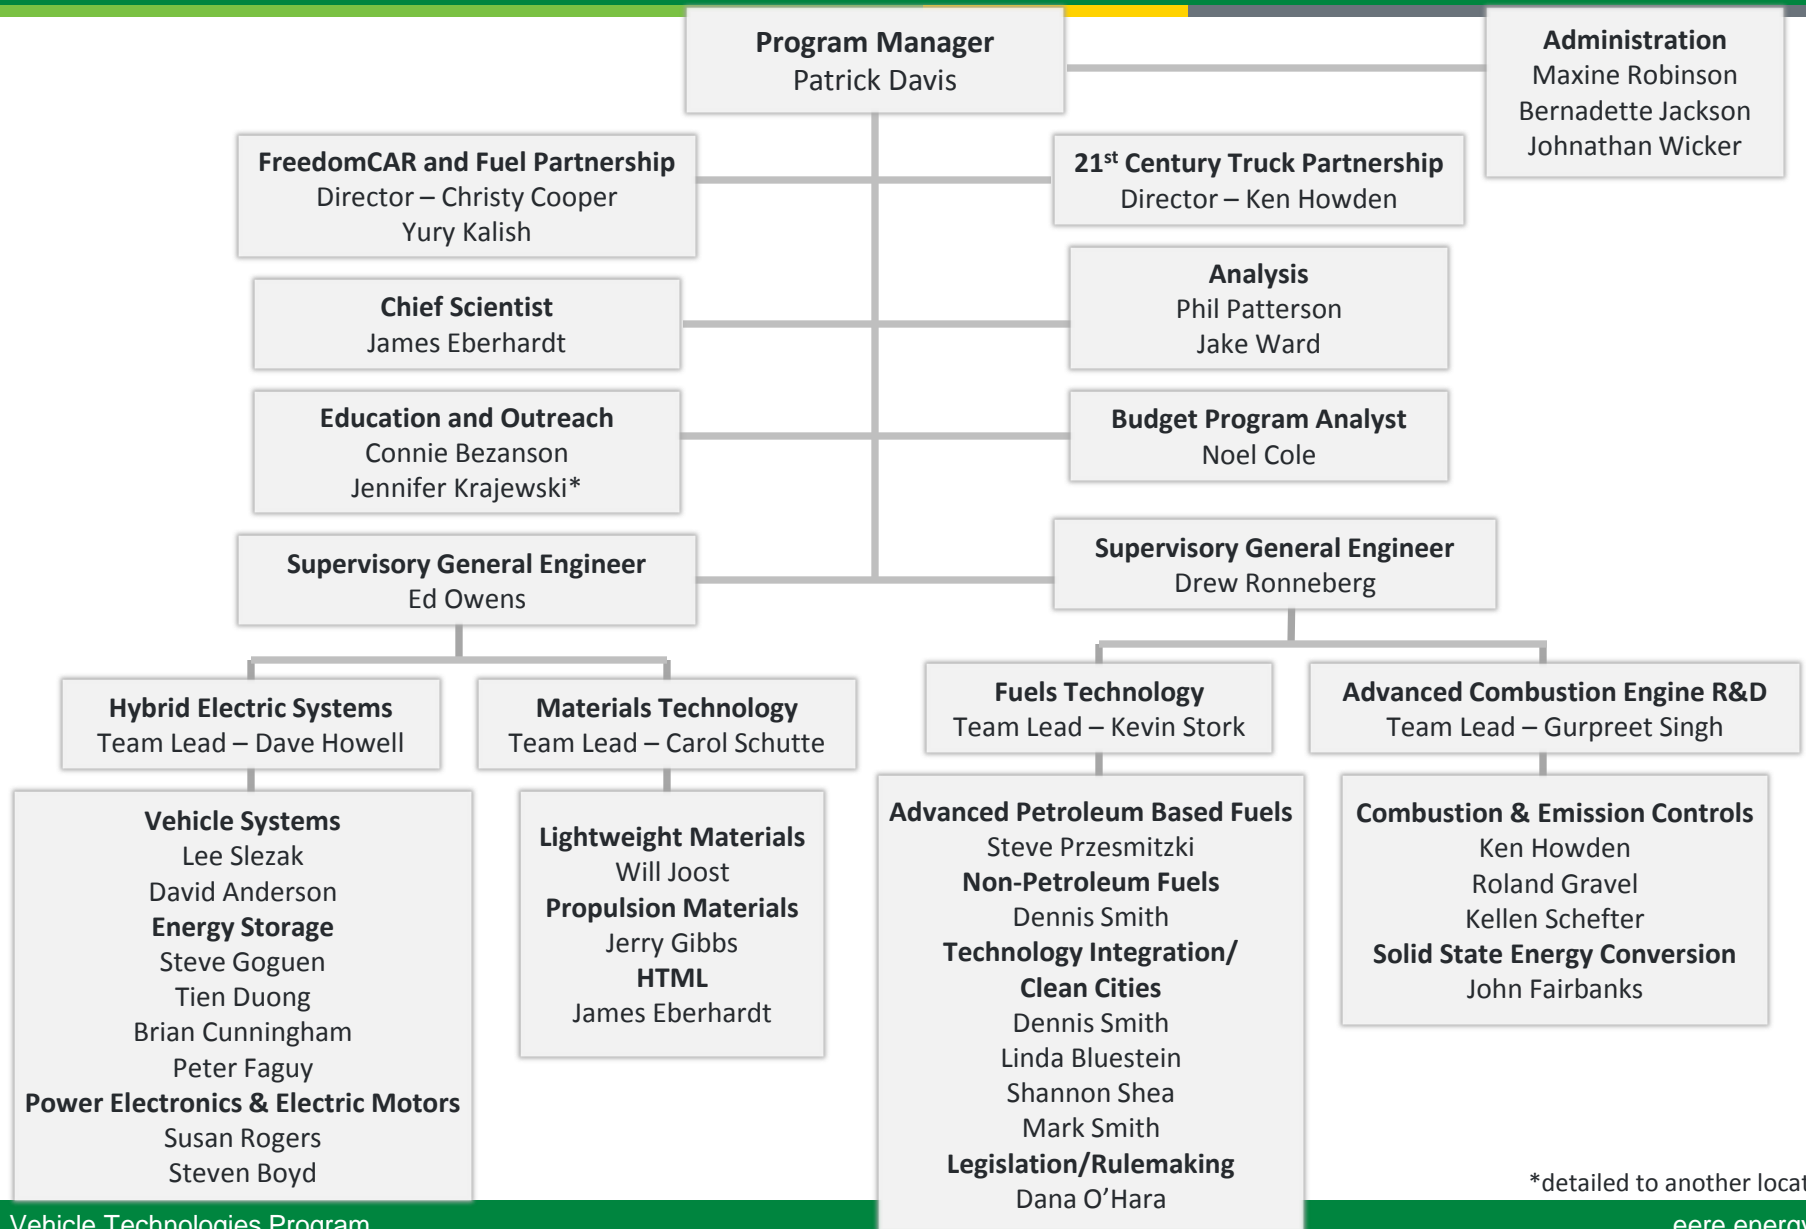 Program Manager
Patrick Davis
Administration
Maxine Robinson
Bernadette Jackson
Johnathan Wicker
FreedomCAR and Fuel Partnership
Director – Christy Cooper
Yury Kalish
21st Century Truck Partnership
Director – Ken Howden
Chief Scientist
James Eberhardt
Analysis
Phil Patterson
Jake Ward
Education and Outreach
Connie Bezanson
Jennifer Krajewski*
Budget Program Analyst
Noel Cole
Supervisory General Engineer
Ed Owens
Supervisory General Engineer
Drew Ronneberg
Hybrid Electric Systems
Team Lead – Dave Howell
Materials Technology
Team Lead – Carol Schutte
Fuels Technology
Team Lead – Kevin Stork
Advanced Combustion Engine R&D
Team Lead – Gurpreet Singh
Vehicle Systems
Lee Slezak
David Anderson
Energy Storage
Steve Goguen
Tien Duong
Brian Cunningham
Peter Faguy
Power Electronics & Electric Motors
Susan Rogers
Steven Boyd
Lightweight Materials
Will Joost
Propulsion Materials
Jerry Gibbs
HTML
James Eberhardt
Advanced Petroleum Based Fuels
Steve Przesmitzki
Non-Petroleum Fuels
Dennis Smith
Technology Integration/
Clean Cities
Dennis Smith
Linda Bluestein
Shannon Shea
Mark Smith
Legislation/Rulemaking
Dana O’Hara
Combustion & Emission Controls
Ken Howden
Roland Gravel
Kellen Schefter
Solid State Energy Conversion
John Fairbanks
*detailed to another locat
Vehicle Technologies Program
eere.energy